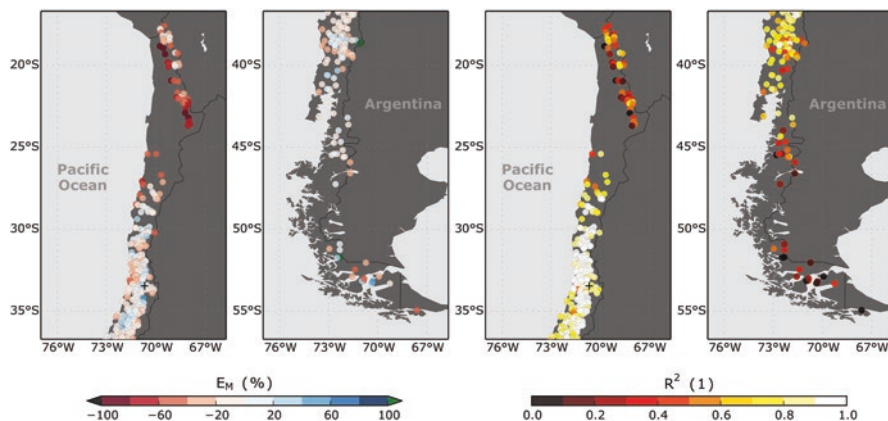 20°S
25°S
30°S
35°S
Pacific
Ocean
76°W 73°W 70°W 67°W
40°S
45°S
50°S
55°S
Argentina
76°W 73°W 70°W 67°W
E_M (%)
−100 −60 −20 20 60 100
20°S
25°S
30°S
35°S
Pacific
Ocean
76°W 73°W 70°W 67°W
40°S
45°S
50°S
55°S
Argentina
76°W 73°W 70°W 67°W
R² (1)
0.0 0.2 0.4 0.6 0.8 1.0